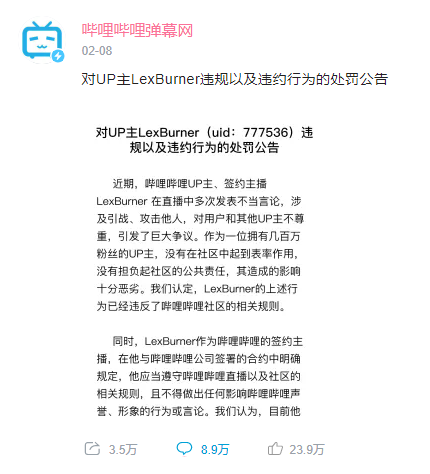 哔哩哔哩弹幕网
02-08
对UP主LexBurner违规以及违约行为的处罚公告
对UP主LexBurner（uid：777536）违
规以及违约行为的处罚公告
近期，哔哩哔哩UP主、签约主播
LexBurner 在直播中多次发表不当言论，涉
及引战、攻击他人，对用户和其他UP主不尊
重，引发了巨大争议。作为一位拥有几百万
粉丝的UP主，没有在社区中起到表率作用，
没有担负起社区的公共责任，其造成的影响
十分恶劣。我们认定，LexBurner的上述行
为已经违反了哔哩哔哩社区的相关规则。
同时，LexBurner作为哔哩哔哩的签约主
播，在他与哔哩哔哩公司签署的合约中明确
规定，他应当遵守哔哩哔哩直播以及社区的
相关规则，且不得做出任何影响哔哩哔哩声
誉、形象的行为或言论。我们认为，目前他
3.5万
8.9万
23.9万